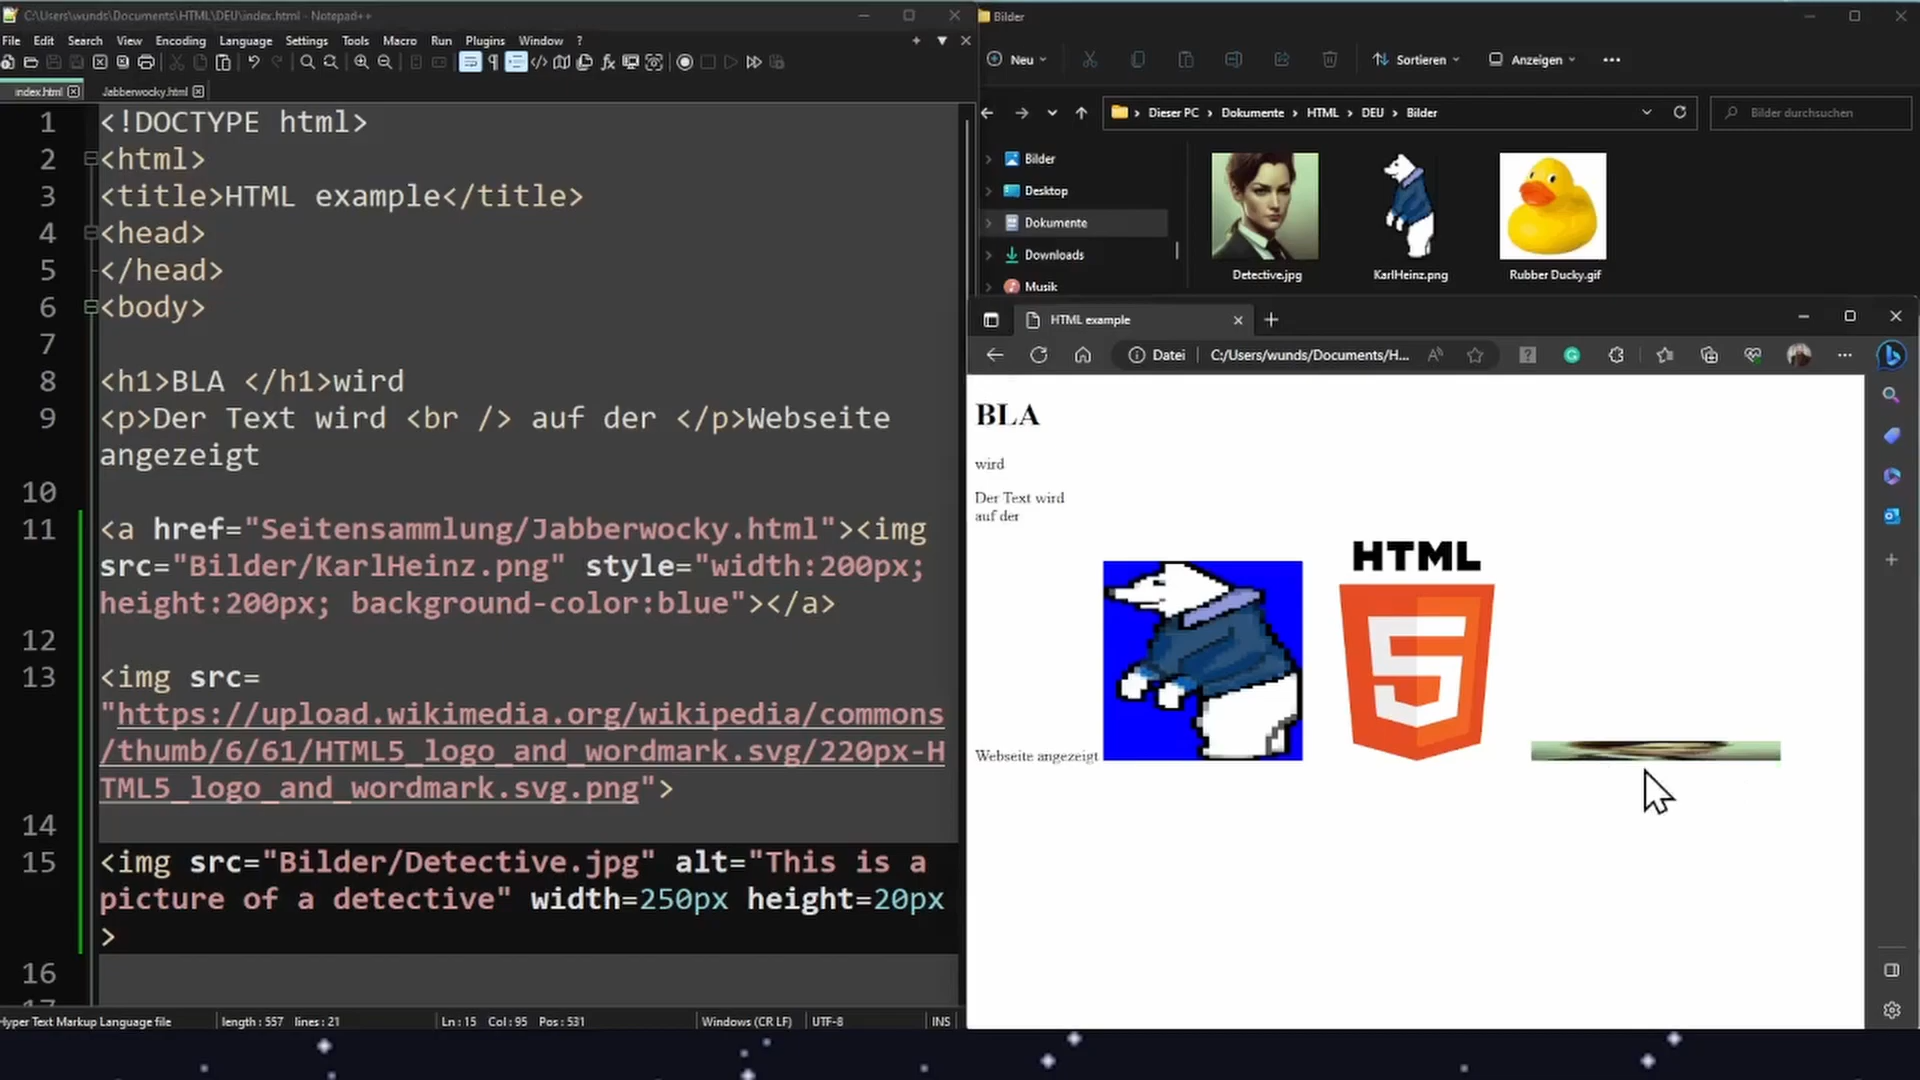 C:\Users\wunds\Documents\HTML\DEU\index.html - Notepad++
File Edit Search View Encoding Language Settings Tools Macro Run Plugins Window ?
index.html Jabberwocky.html
1 <!DOCTYPE html>
2 <html>
3 <title>HTML example</title>
4 <head>
5 </head>
6 <body>
7
8 <h1>BLA </h1>wird
9 <p>Der Text wird <br /> auf der </p>Webseite
angezeigt
10
11 <a href="Seitensammlung/Jabberwocky.html"><img
src="Bilder/KarlHeinz.png" style="width:200px;
height:200px; background-color:blue"></a>
12
13 <img src=
"https://upload.wikimedia.org/wikipedia/commons
/thumb/6/61/HTML5_logo_and_wordmark.svg/220px-H
TML5_logo_and_wordmark.svg.png">
14
15 <img src="Bilder/Detective.jpg" alt="This is a
picture of a detective" width=250px height=20px
>
16
17
Hyper Text Markup Language file length : 557 lines : 21 Ln : 15 Col : 95 Pos : 531 Windows (CR LF) UTF-8 INS
Bilder
Neu Sortieren Anzeigen
Dieser PC > Dokumente > HTML > DEU > Bilder Bilder durchsuchen
Bilder
Desktop
Dokumente
Downloads
Musik
Detective.jpg KarlHeinz.png Rubber Ducky.gif
HTML example
Datei C:/Users/wunds/Documents/H...
BLA
wird
Der Text wird
auf der
HTML
5
Webseite angezeigt